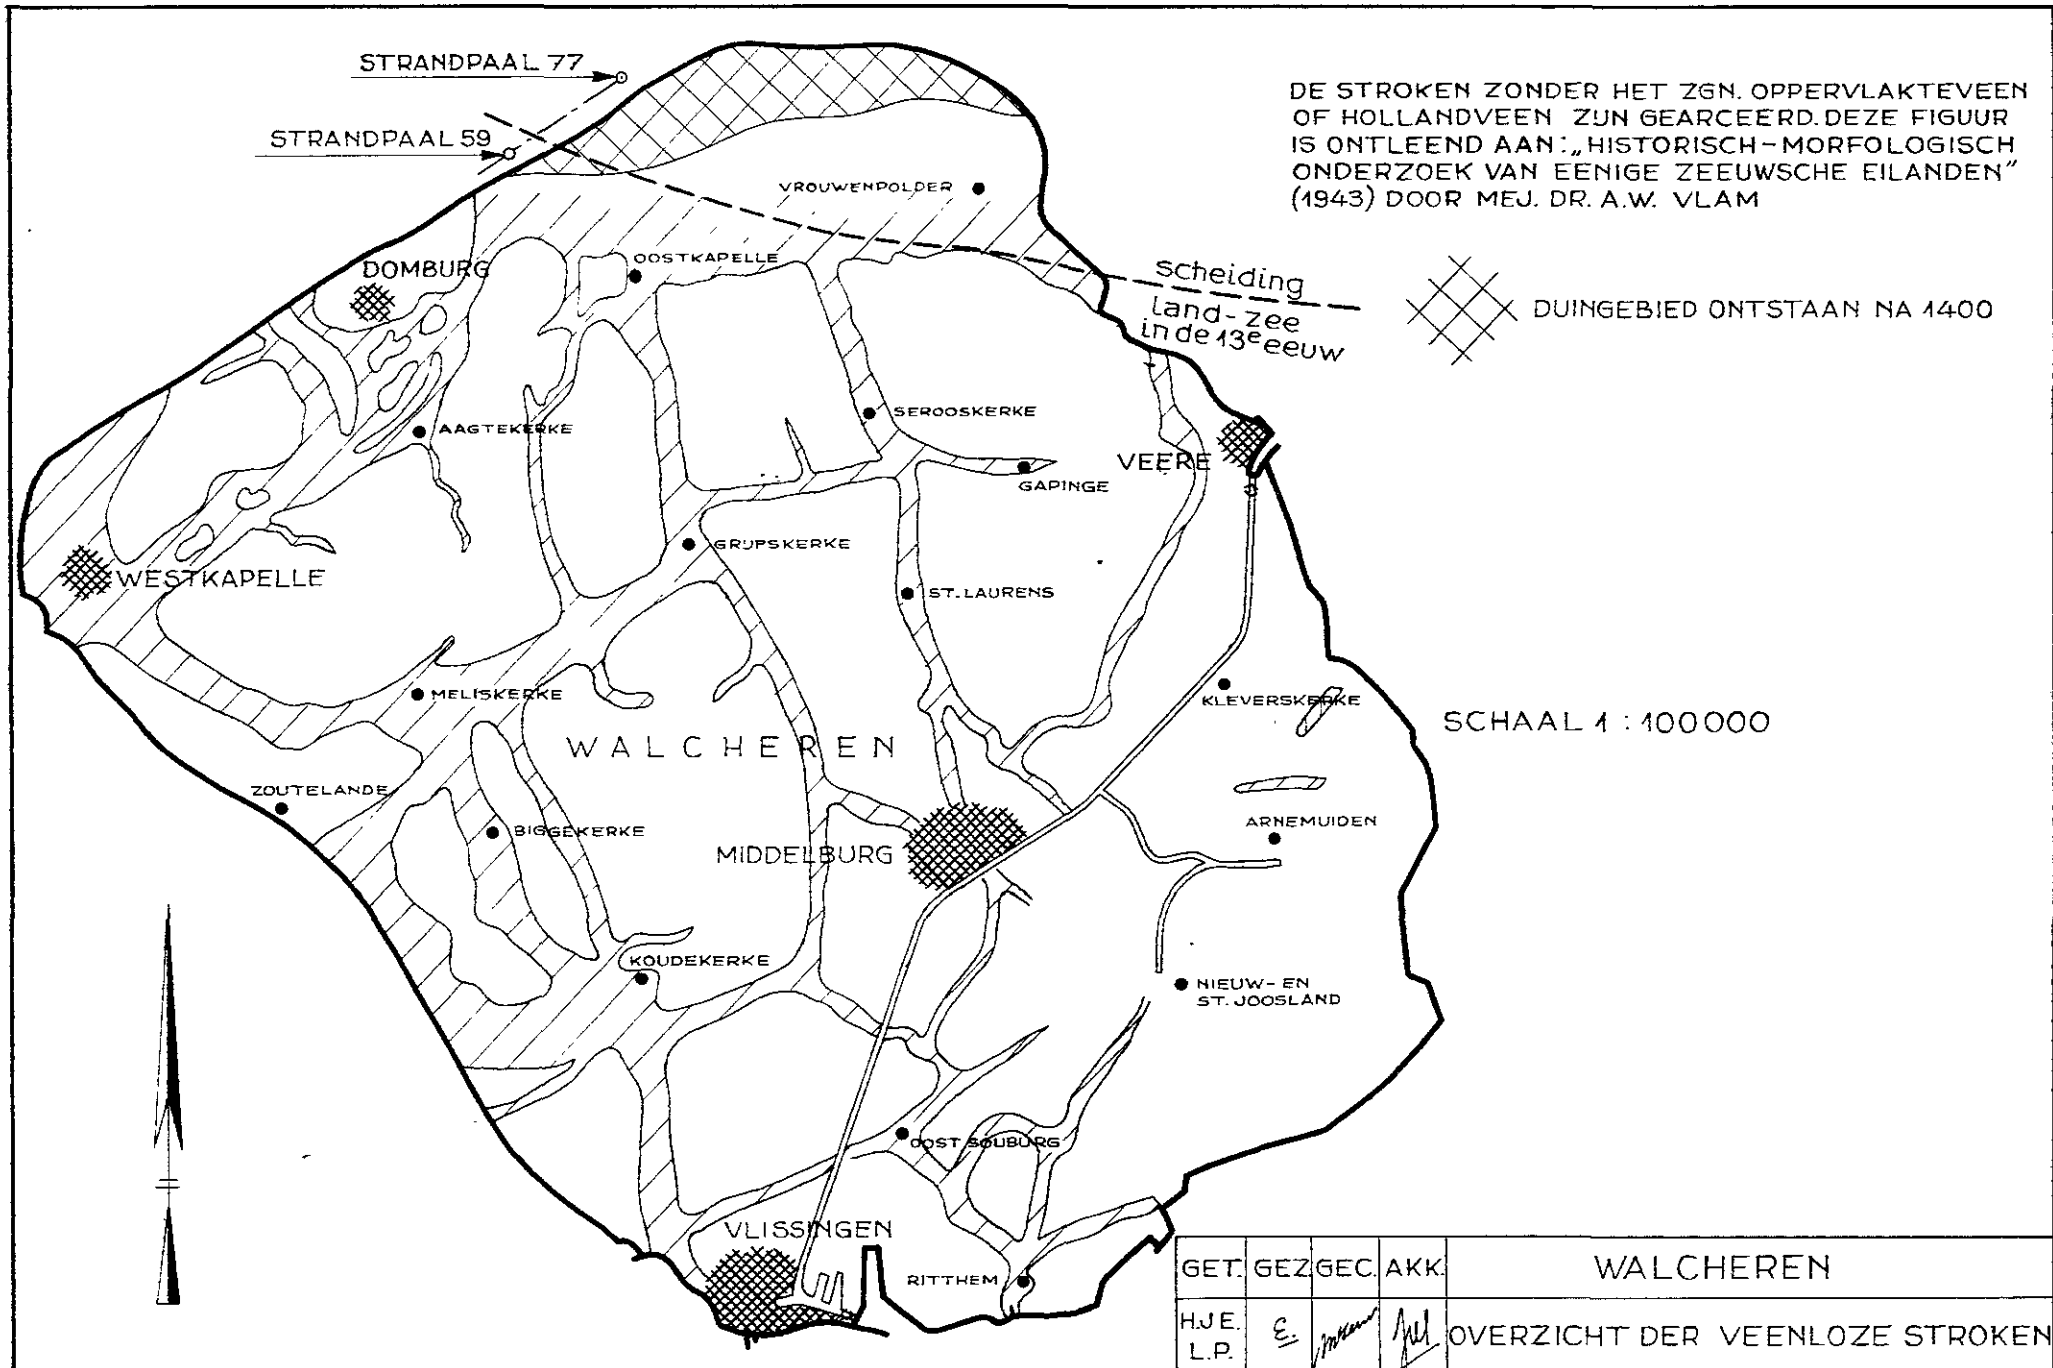 STRANDPAAL 77
STRANDPAAL 59
DE STROKEN ZONDER HET ZGN. OPPERVLAKTEVEEN
OF HOLLANDVEEN ZIJN GEARCEERD. DEZE FIGUUR
IS ONTLEEND AAN: „HISTORISCH-MORFOLOGISCH
ONDERZOEK VAN EENIGE ZEEUWSCHE EILANDEN"
(1943) DOOR MEJ. DR. A.W. VLAM
VROUWENPOLDER
OOSTKAPELLE
DOMBURG
scheiding
land-zee
in de 13e eeuw
DUINGEBIED ONTSTAAN NA 1400
SEROOSKERKE
AAGTEKERKE
VEERE
GAPINGE
GRIJPSKERKE
WESTKAPELLE
ST. LAURENS
MELISKERKE
KLEVERSKERKE
SCHAAL 1 : 100000
WALCHEREN
ZOUTELANDE
BIGGEKERKE
ARNEMUIDEN
MIDDELBURG
KOUDEKERKE
NIEUW- EN
ST. JOOSLAND
OOST SOUBURG
VLISSINGEN
RITTHEM
GET. GEZ GEC. AKK. WALCHEREN
H.J.E. E.
L.P. OVERZICHT DER VEENLOZE STROKEN